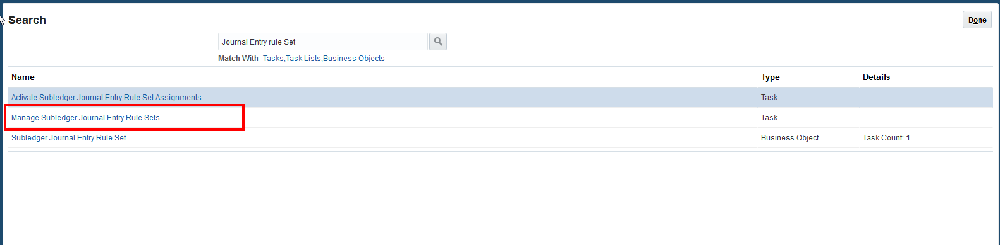 Search
Done
Journal Entry rule Set
Match With Tasks,Task Lists,Business Objects
Name Type Details
Activate Subledger Journal Entry Rule Set Assignments Task
Manage Subledger Journal Entry Rule Sets Task
Subledger Journal Entry Rule Set Business Object Task Count: 1